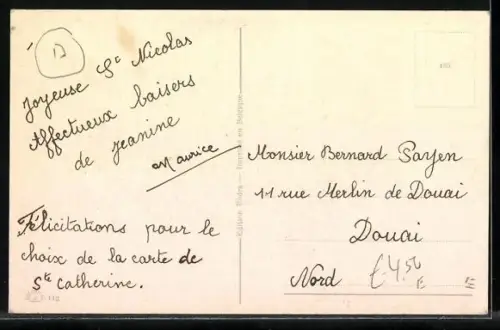 D
Joyeuse St Nicolas
Affectueux baisers
de Jeanine
Maurice
Félicitations pour le
choix de la carte de
Ste Catherine.
Monsieur Bernard Payen
11 rue Merlin de Douai
Douai
Nord
£4.50
E E